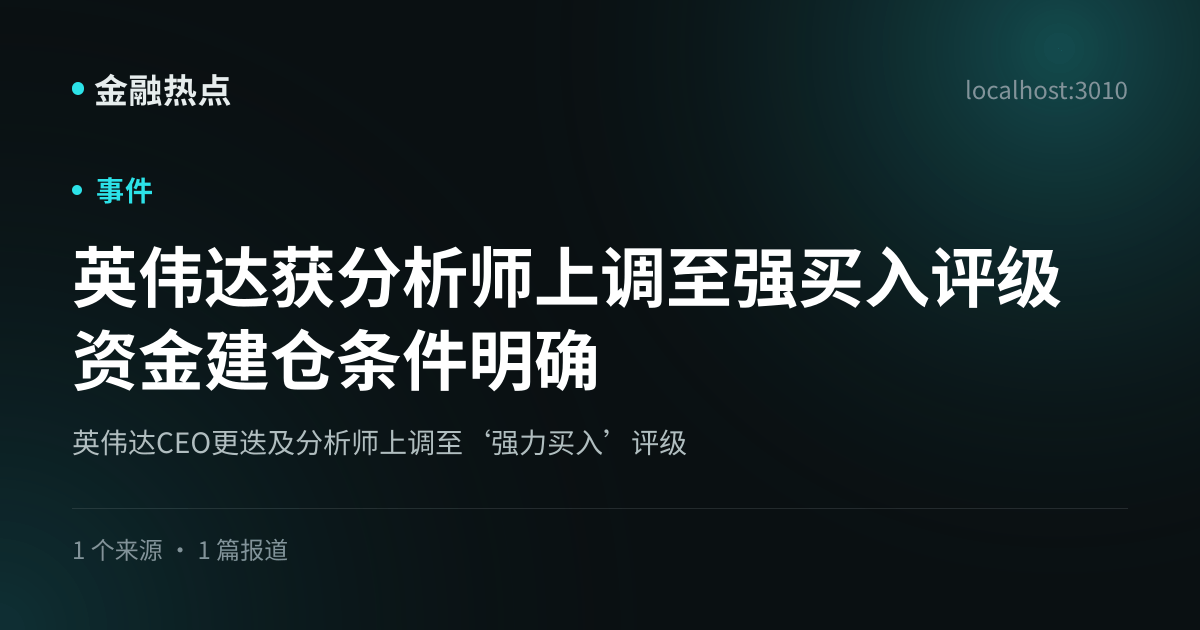 金融热点
localhost:3010
事件
英伟达获分析师上调至强买入评级
资金建仓条件明确
英伟达CEO更迭及分析师上调至‘强力买入’评级
1 个来源 · 1 篇报道